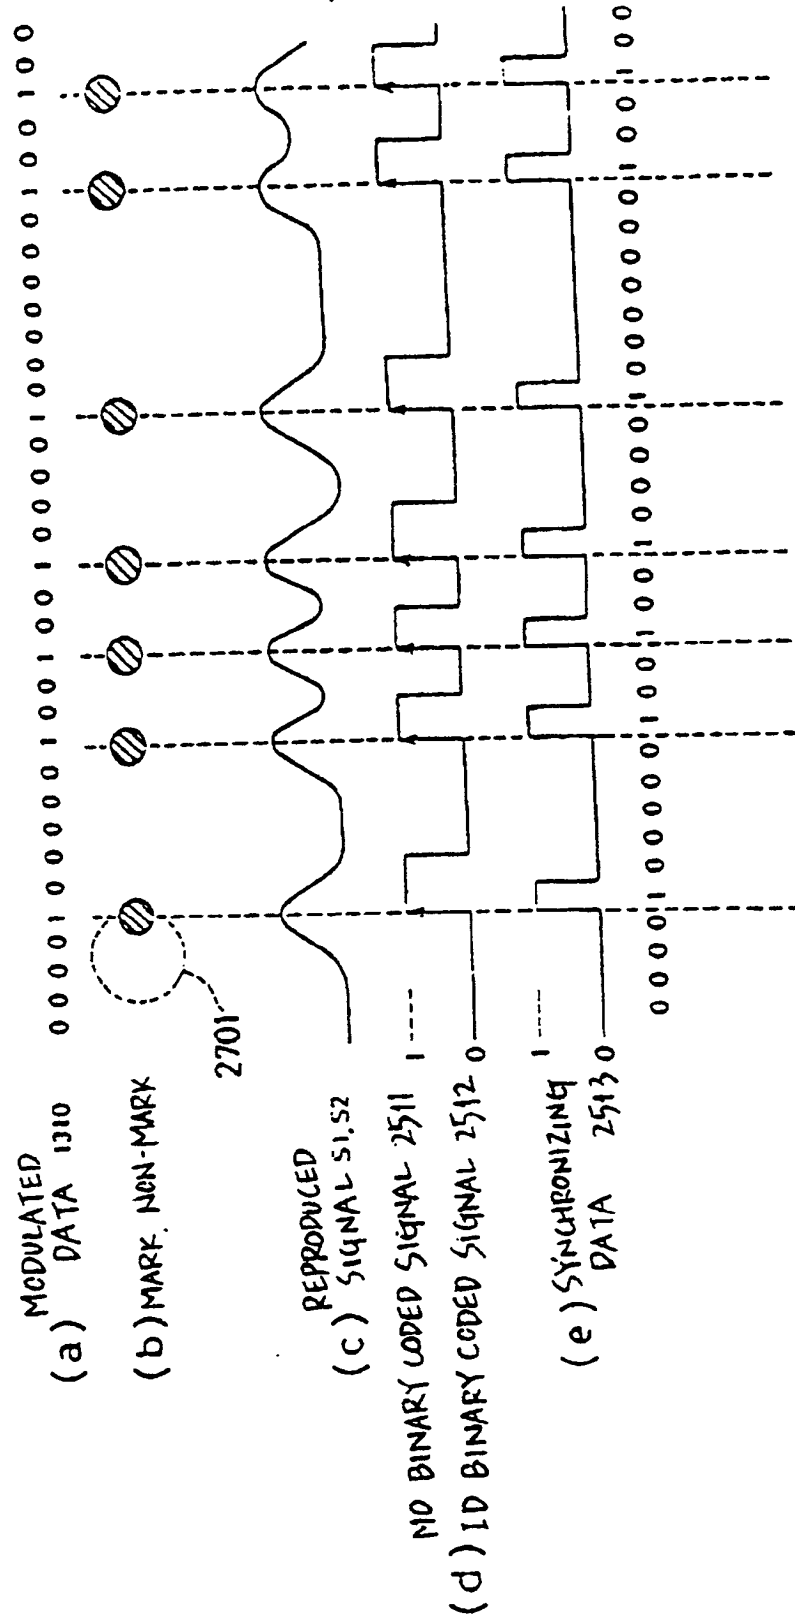 MODULATED
(a) DATA 1310
0 0 0 0 1 0 0 0 0 0 1 0 0 1 0 0 1 0 0 0 0 1 0 0 0 0 0 0 0 1 0 0 1 0 0
(b) MARK. NON-MARK
2701
REPRODUCED
(c) SIGNAL S1, S2
MO BINARY CODED SIGNAL 2511 1
(d) ID BINARY CODED SIGNAL 2512 0
1
(e) SYNCHRONIZING
DATA 2513 0
0 0 0 0 1 0 0 0 0 0 1 0 0 1 0 0 1 0 0 0 0 1 0 0 0 0 0 0 0 1 0 0 1 0 0